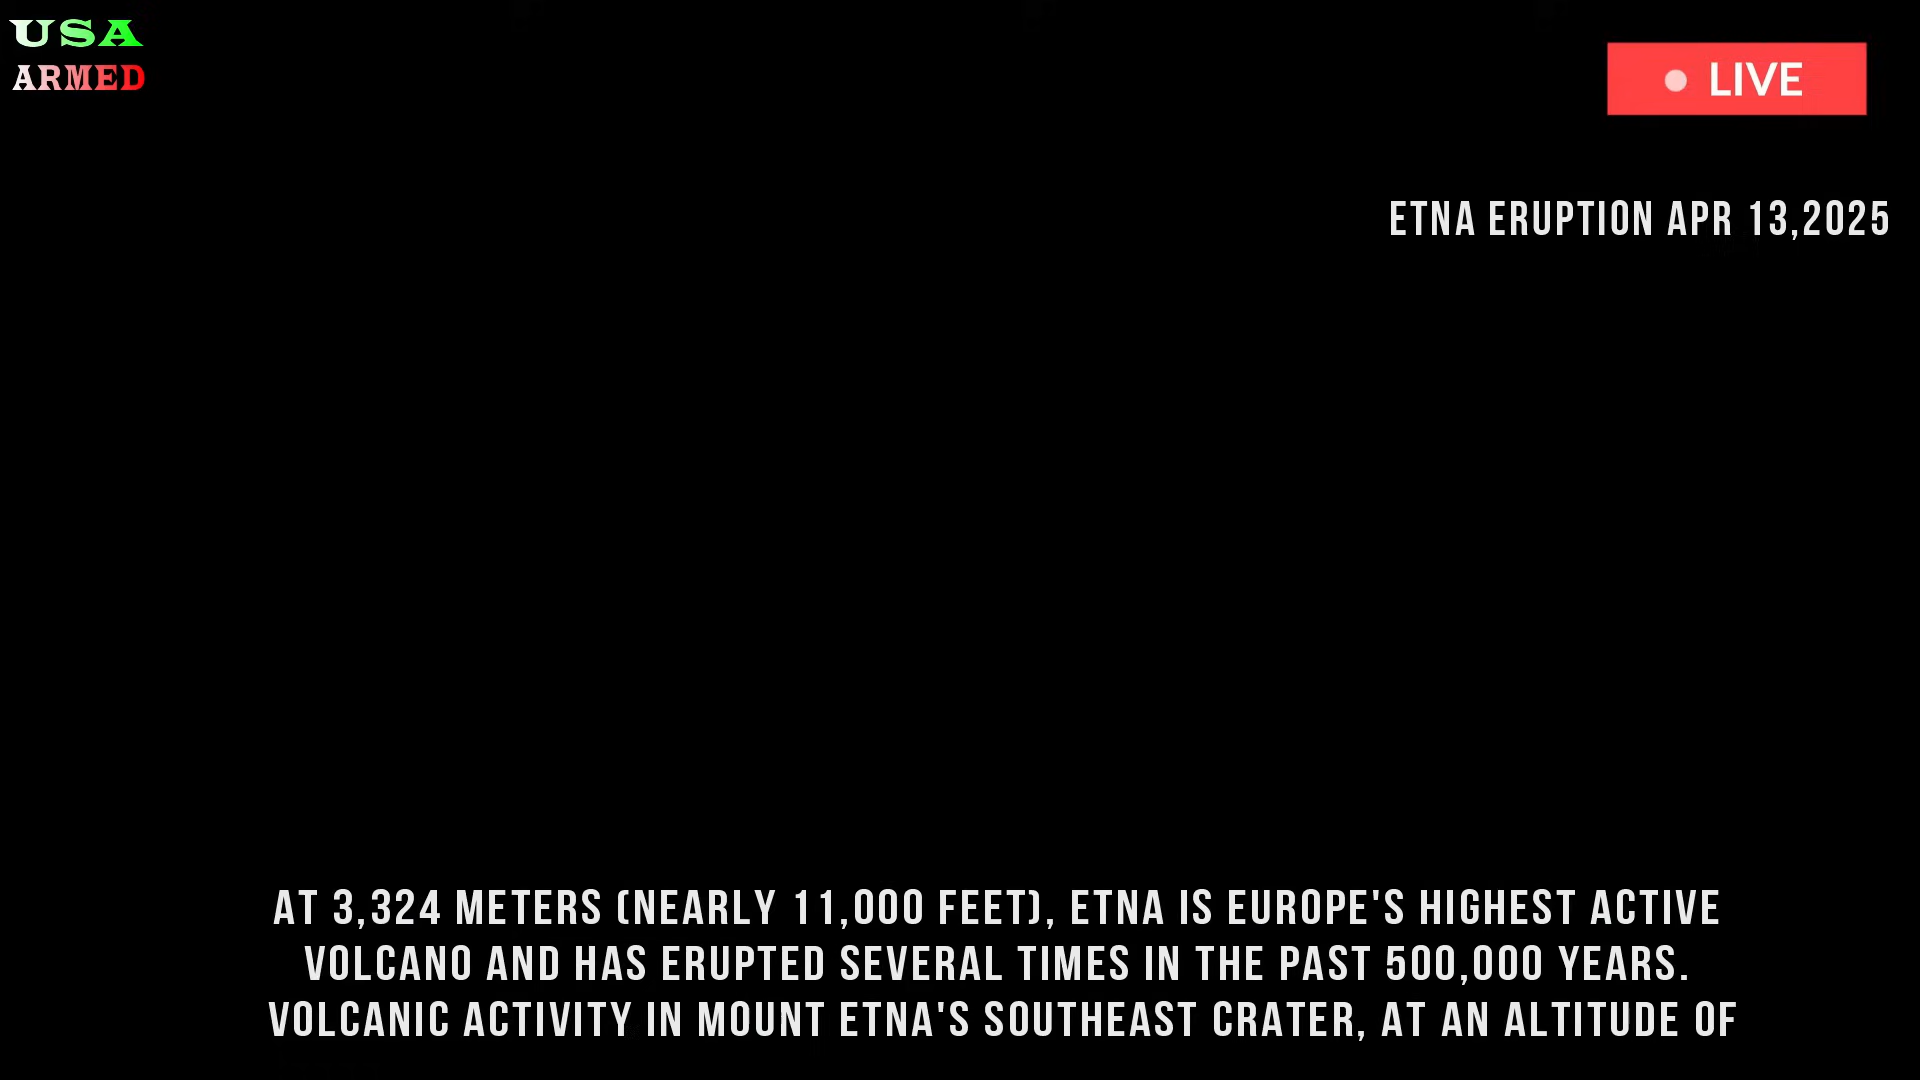 USA
ARMED
LIVE
ETNA ERUPTION APR 13,2025
AT 3,324 METERS (NEARLY 11,000 FEET), ETNA IS EUROPE'S HIGHEST ACTIVE
VOLCANO AND HAS ERUPTED SEVERAL TIMES IN THE PAST 500,000 YEARS.
VOLCANIC ACTIVITY IN MOUNT ETNA'S SOUTHEAST CRATER, AT AN ALTITUDE OF